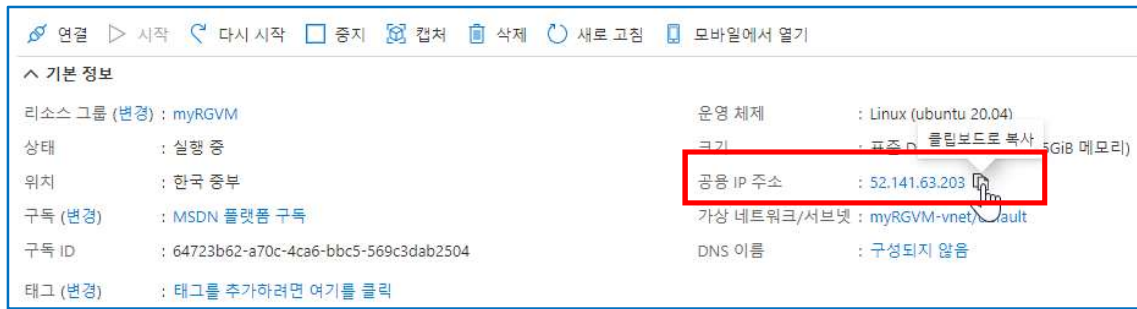 연결 시작 다시 시작 중지 캡처 삭제 새로 고침 모바일에서 열기
기본 정보
리소스 그룹 (변경) : myRGVM
상태 : 실행 중
위치 : 한국 중부
구독 (변경) : MSDN 플랫폼 구독
구독 ID : 64723b62-a70c-4ca6-bbc5-569c3dab2504
태그 (변경) : 태그를 추가하려면 여기를 클릭
운영 체제 : Linux (ubuntu 20.04)
크기 : 표준 메모리)
클립보드로 복사
공용 IP 주소 : 52.141.63.203
가상 네트워크/서브넷 : myRGVM-vnet/default
DNS 이름 : 구성되지 않음